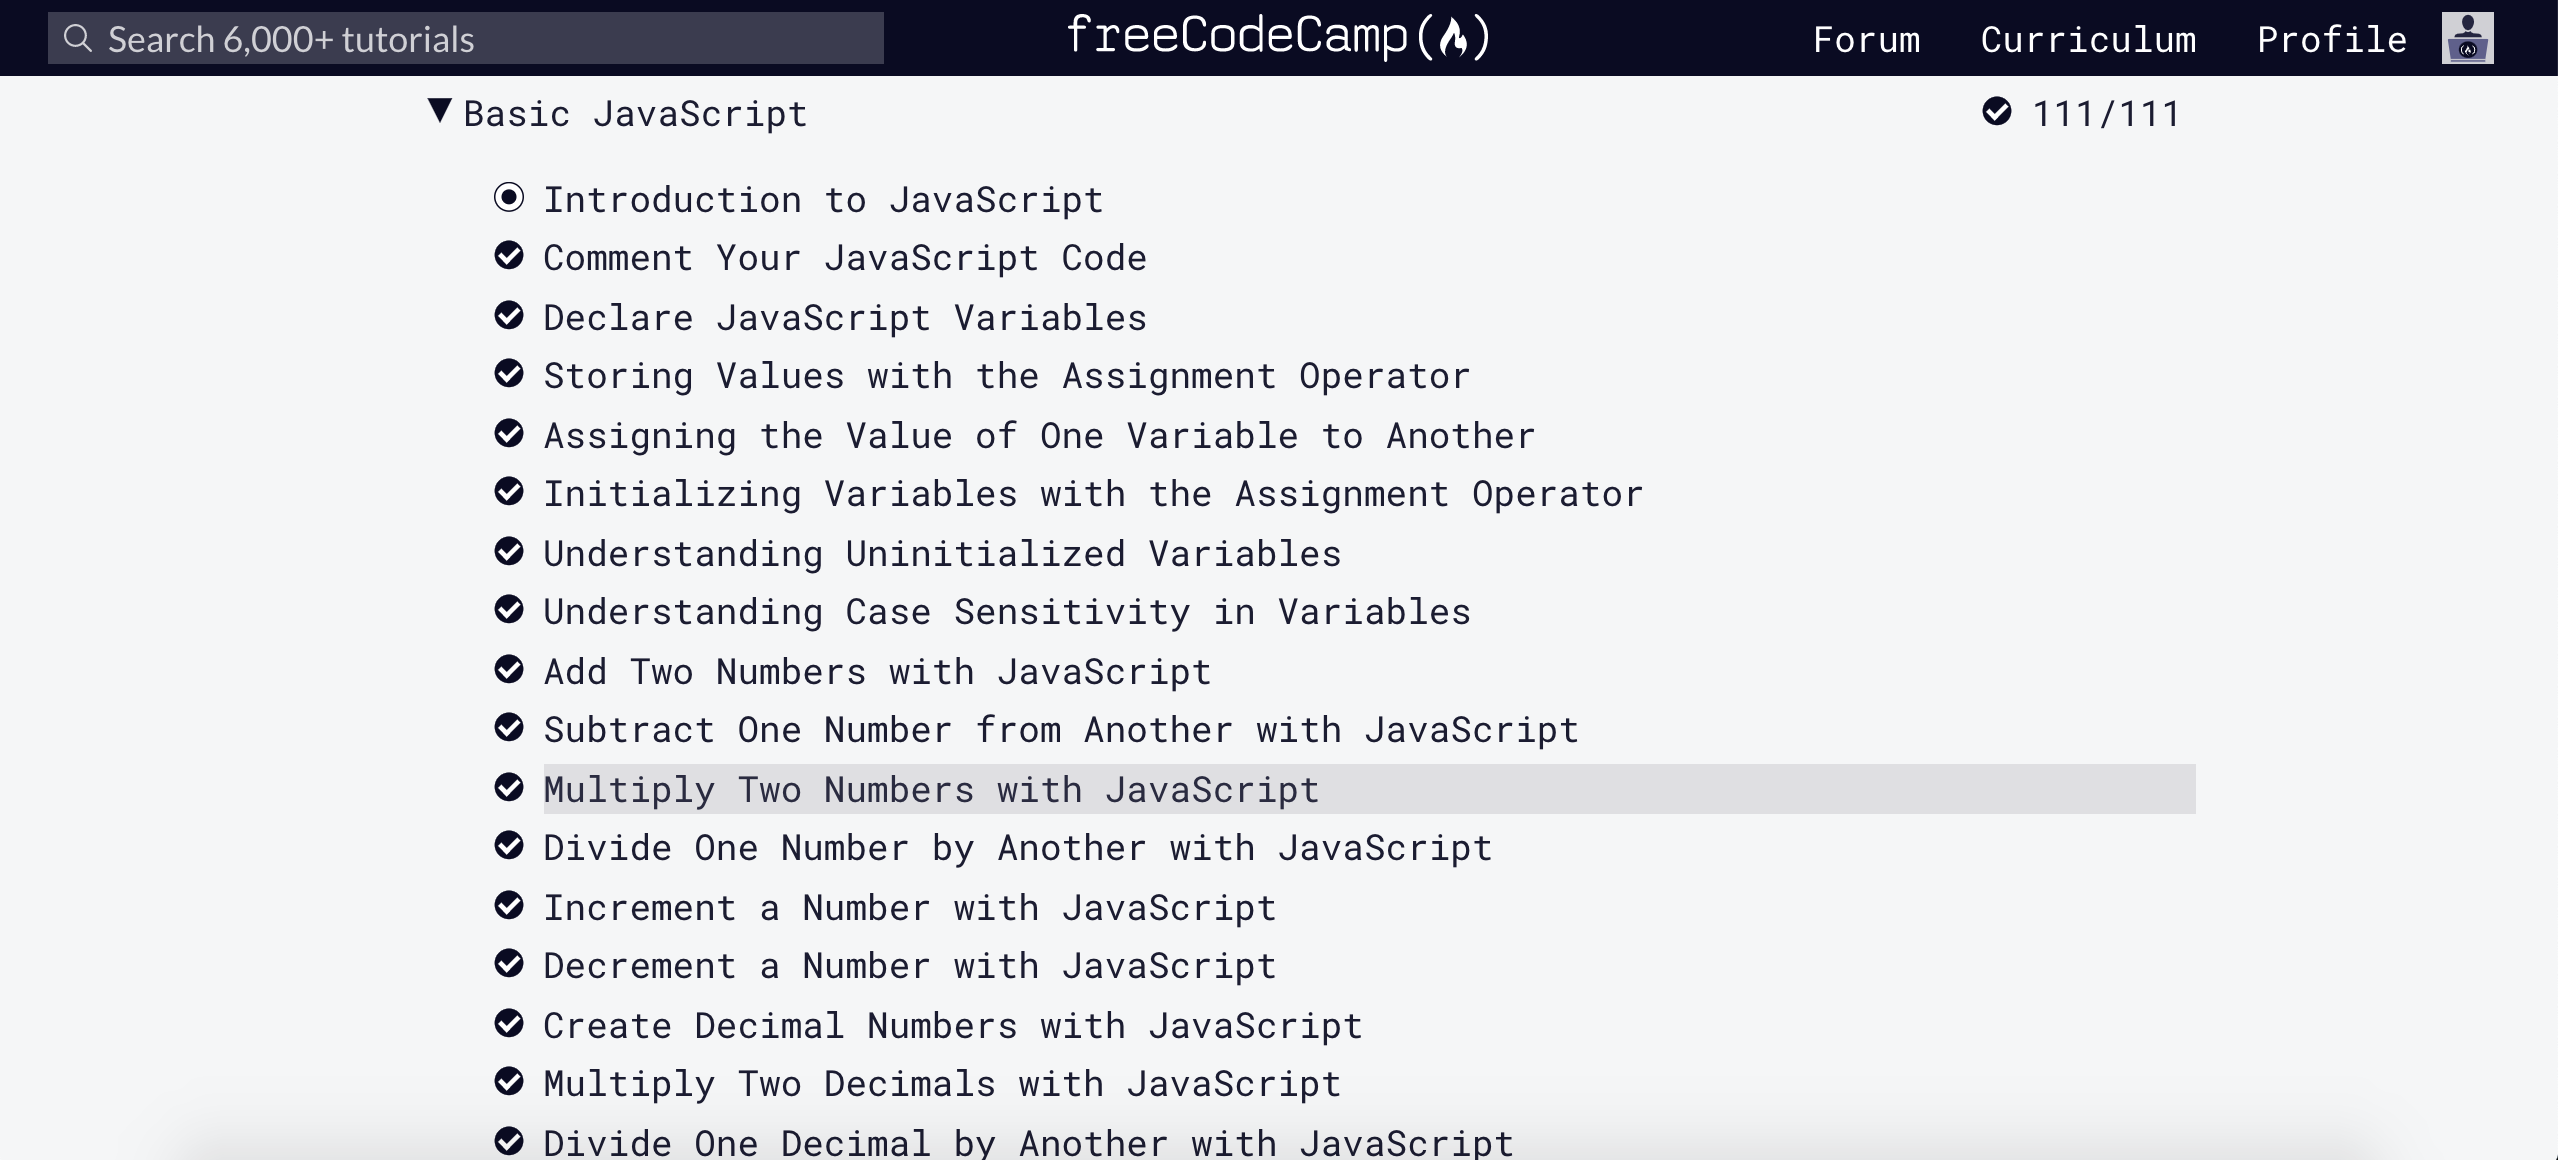 Search 6,000+ tutorials
freeCodeCamp
Forum Curriculum Profile
Basic JavaScript 111/111
Introduction to JavaScript
Comment Your JavaScript Code
Declare JavaScript Variables
Storing Values with the Assignment Operator
Assigning the Value of One Variable to Another
Initializing Variables with the Assignment Operator
Understanding Uninitialized Variables
Understanding Case Sensitivity in Variables
Add Two Numbers with JavaScript
Subtract One Number from Another with JavaScript
Multiply Two Numbers with JavaScript
Divide One Number by Another with JavaScript
Increment a Number with JavaScript
Decrement a Number with JavaScript
Create Decimal Numbers with JavaScript
Multiply Two Decimals with JavaScript
Divide One Decimal by Another with JavaScript